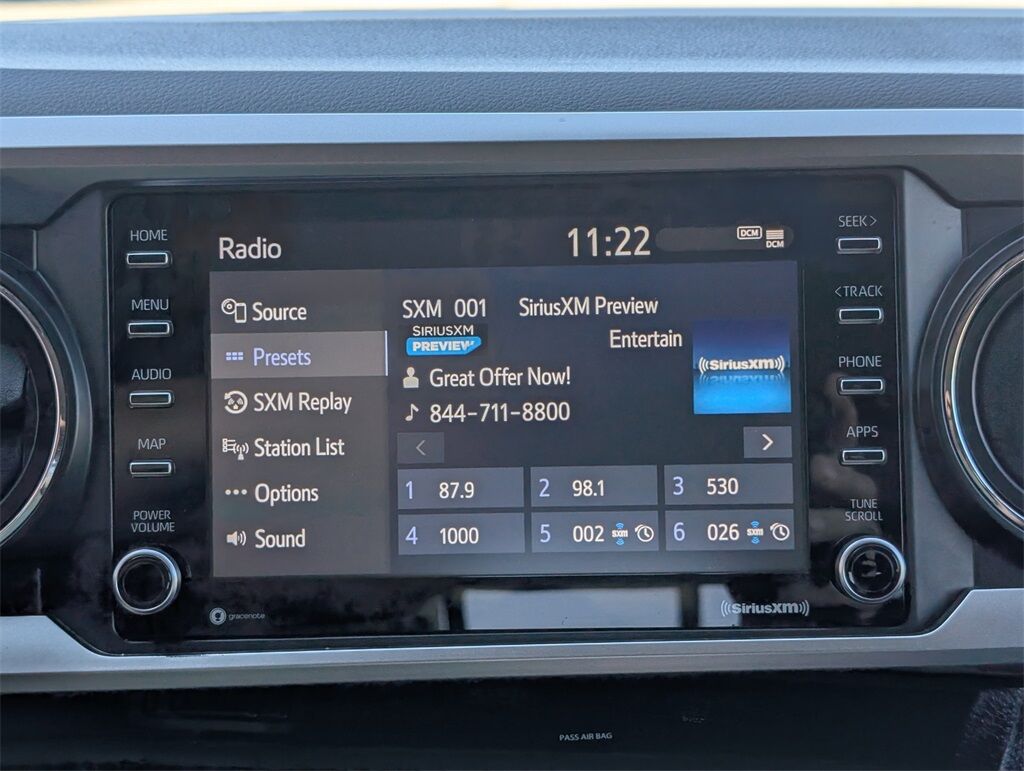 HOME
MENU
AUDIO
MAP
POWER
VOLUME
Radio
11:22
DCM
DCM
Source
Presets
SXM Replay
Station List
Options
Sound
SXM 001 SiriusXM Preview
SIRIUSXM
PREVIEW
Entertain
((SiriusXM))
Great Offer Now!
844-711-8800
< >
1 87.9 2 98.1 3 530
4 1000 5 002 sxm 6 026 sxm
SEEK>
<TRACK
PHONE
APPS
TUNE
SCROLL
gracenote
((SiriusXM))
PASS AIR BAG